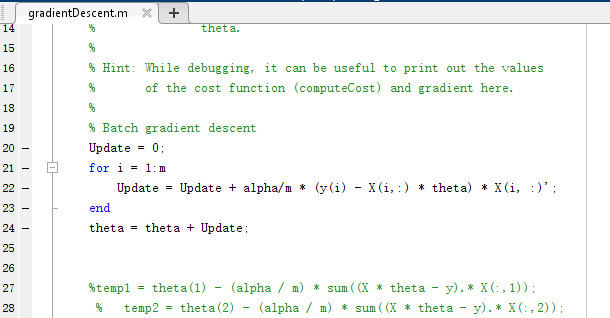 gradientDescent.m
14 % theta.
15 %
16 % Hint: While debugging, it can be useful to print out the values
17 % of the cost function (computeCost) and gradient here.
18 %
19 % Batch gradient descent
20 Update = 0;
21 for i = 1:m
22 Update = Update + alpha/m * (y(i) - X(i,:) * theta) * X(i, :)';
23 end
24 theta = theta + Update;
25
26
27 %temp1 = theta(1) - (alpha / m) * sum((X * theta - y).* X(:,1));
28 % temp2 = theta(2) - (alpha / m) * sum((X * theta - y).* X(:,2));